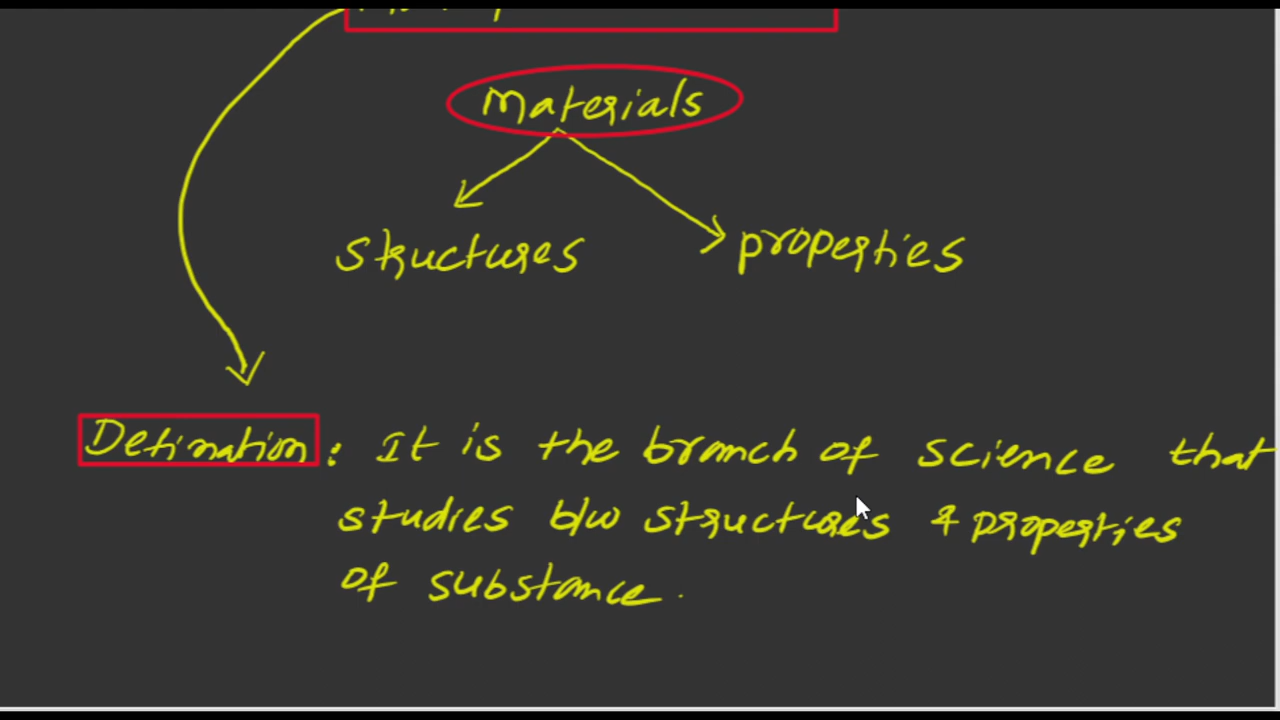 Materials
structures
properties
Defination : It is the branch of science that
studies b/w structures & properties
of substance.